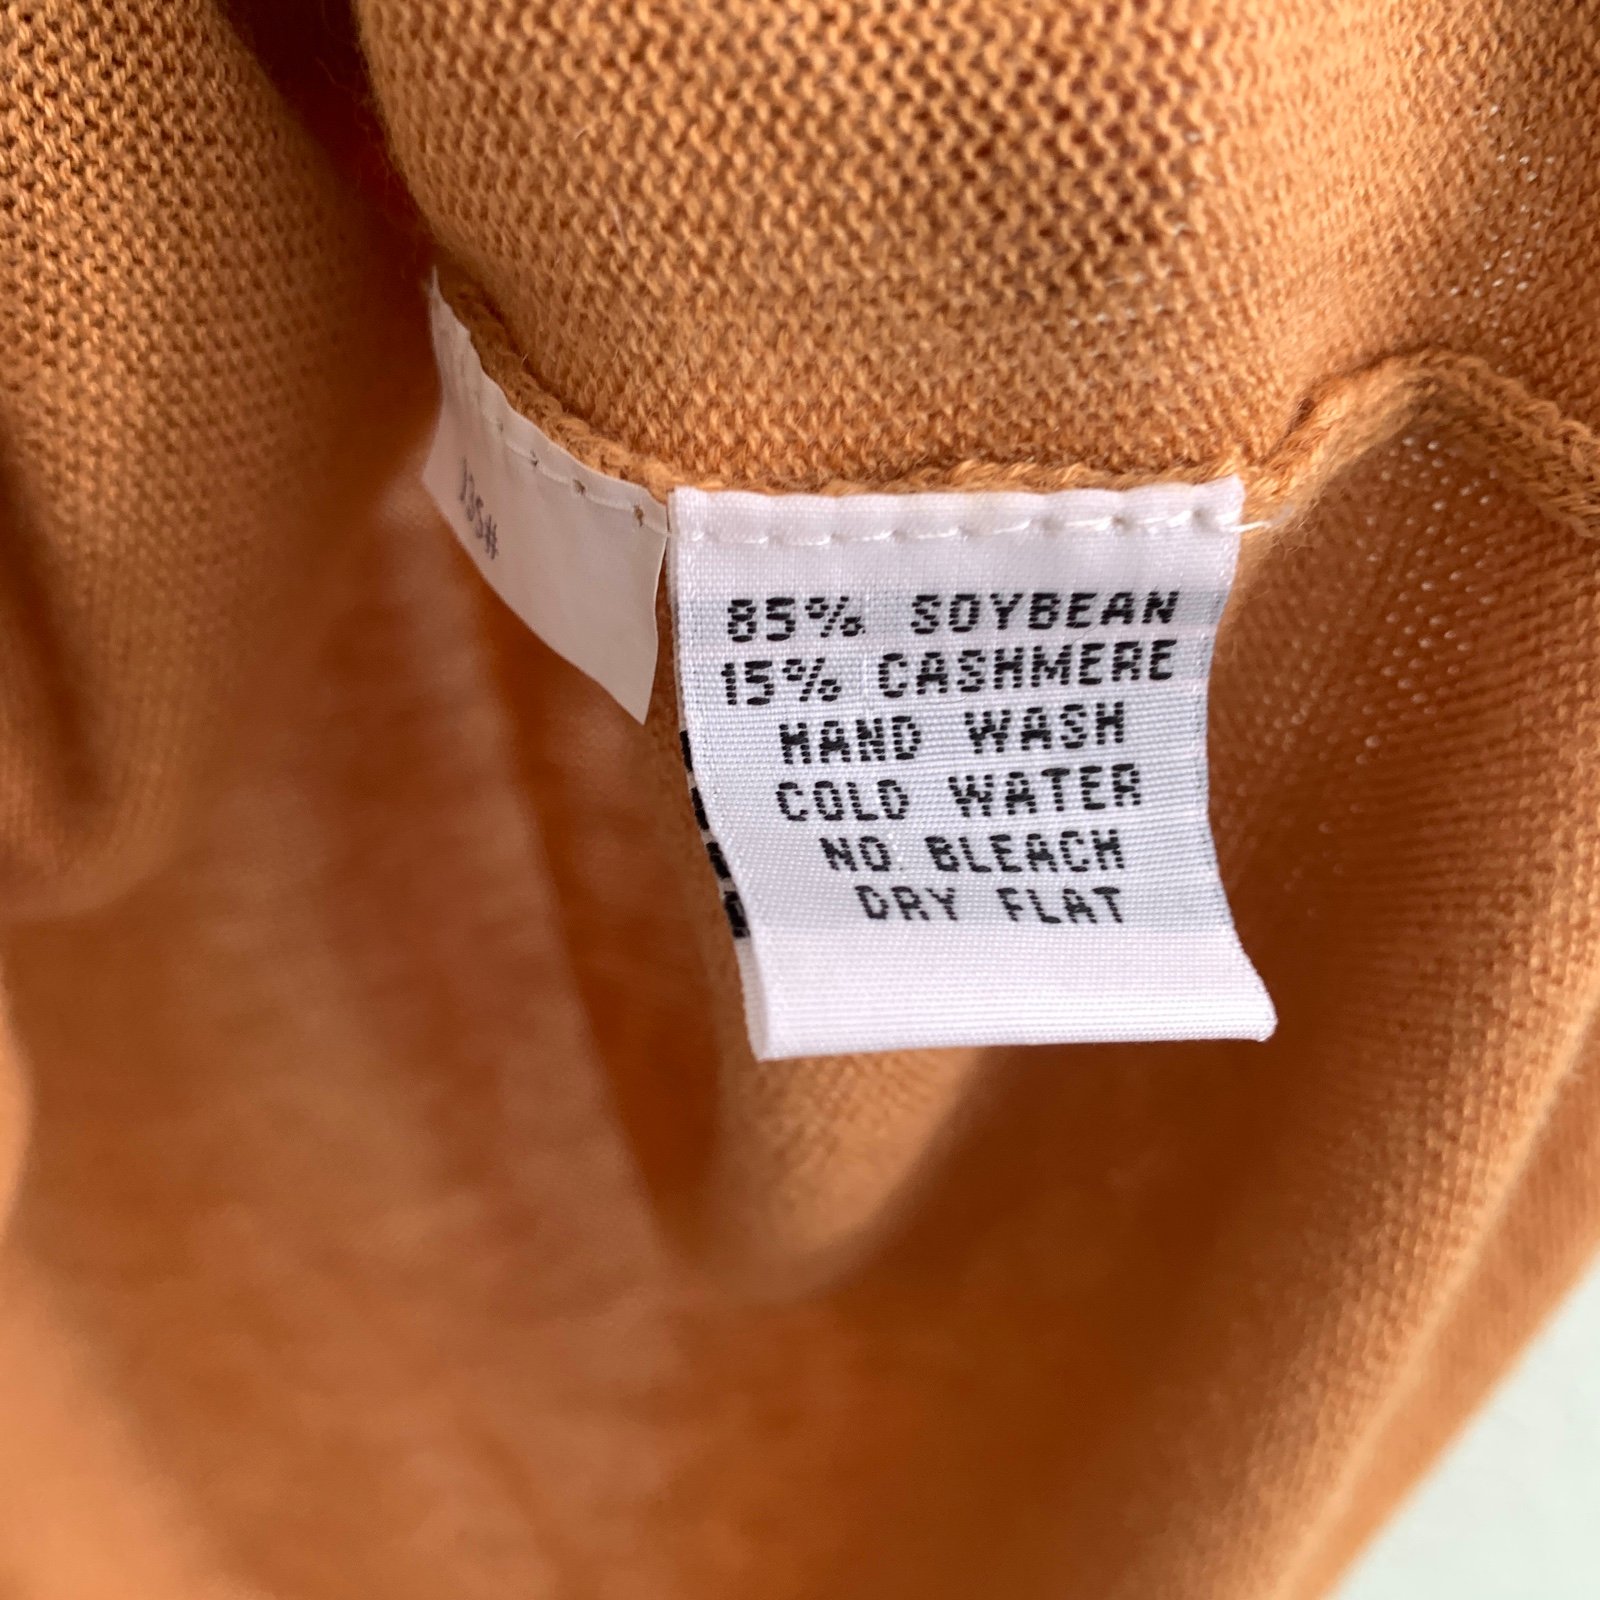 85% SOYBEAN
15% CASHMERE
HAND WASH
COLD WATER
NO. BLEACH
DRY FLAT